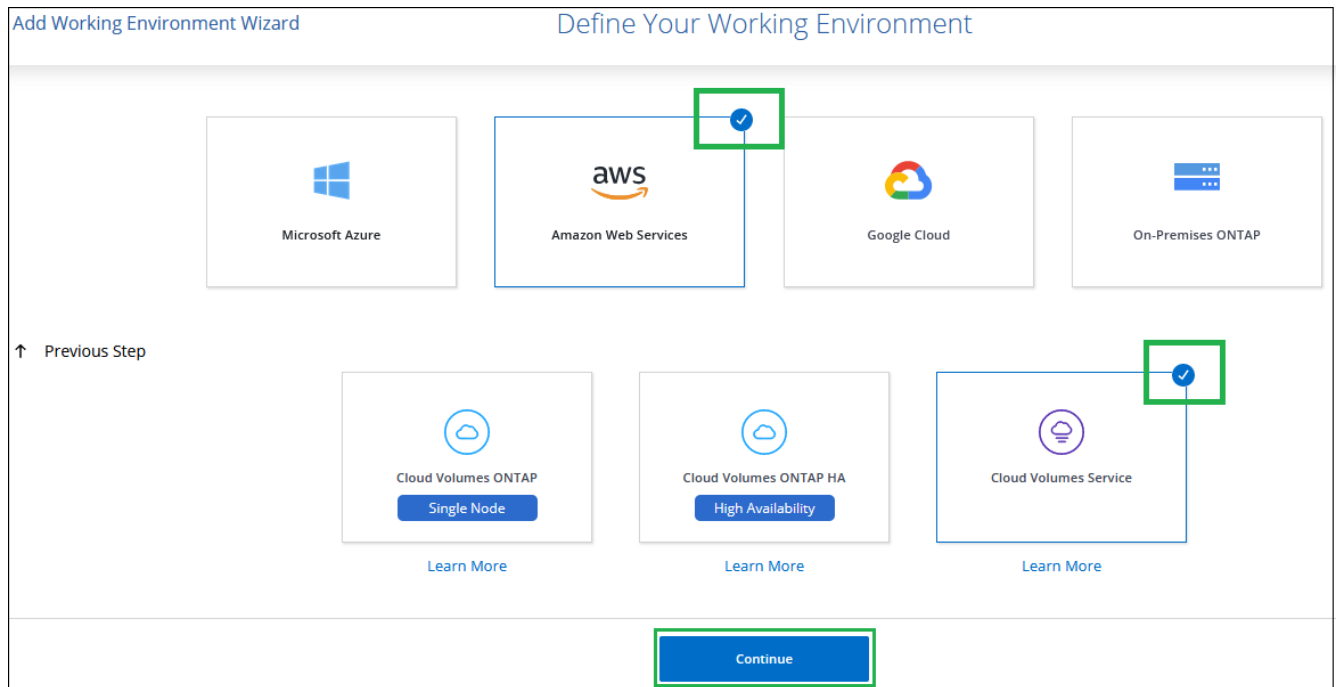 Add Working Environment Wizard
Define Your Working Environment
aws
Microsoft Azure
Amazon Web Services
Google Cloud
On-Premises ONTAP
↑ Previous Step
Cloud Volumes ONTAP
Single Node
Cloud Volumes ONTAP HA
High Availability
Cloud Volumes Service
Learn More
Learn More
Learn More
Continue